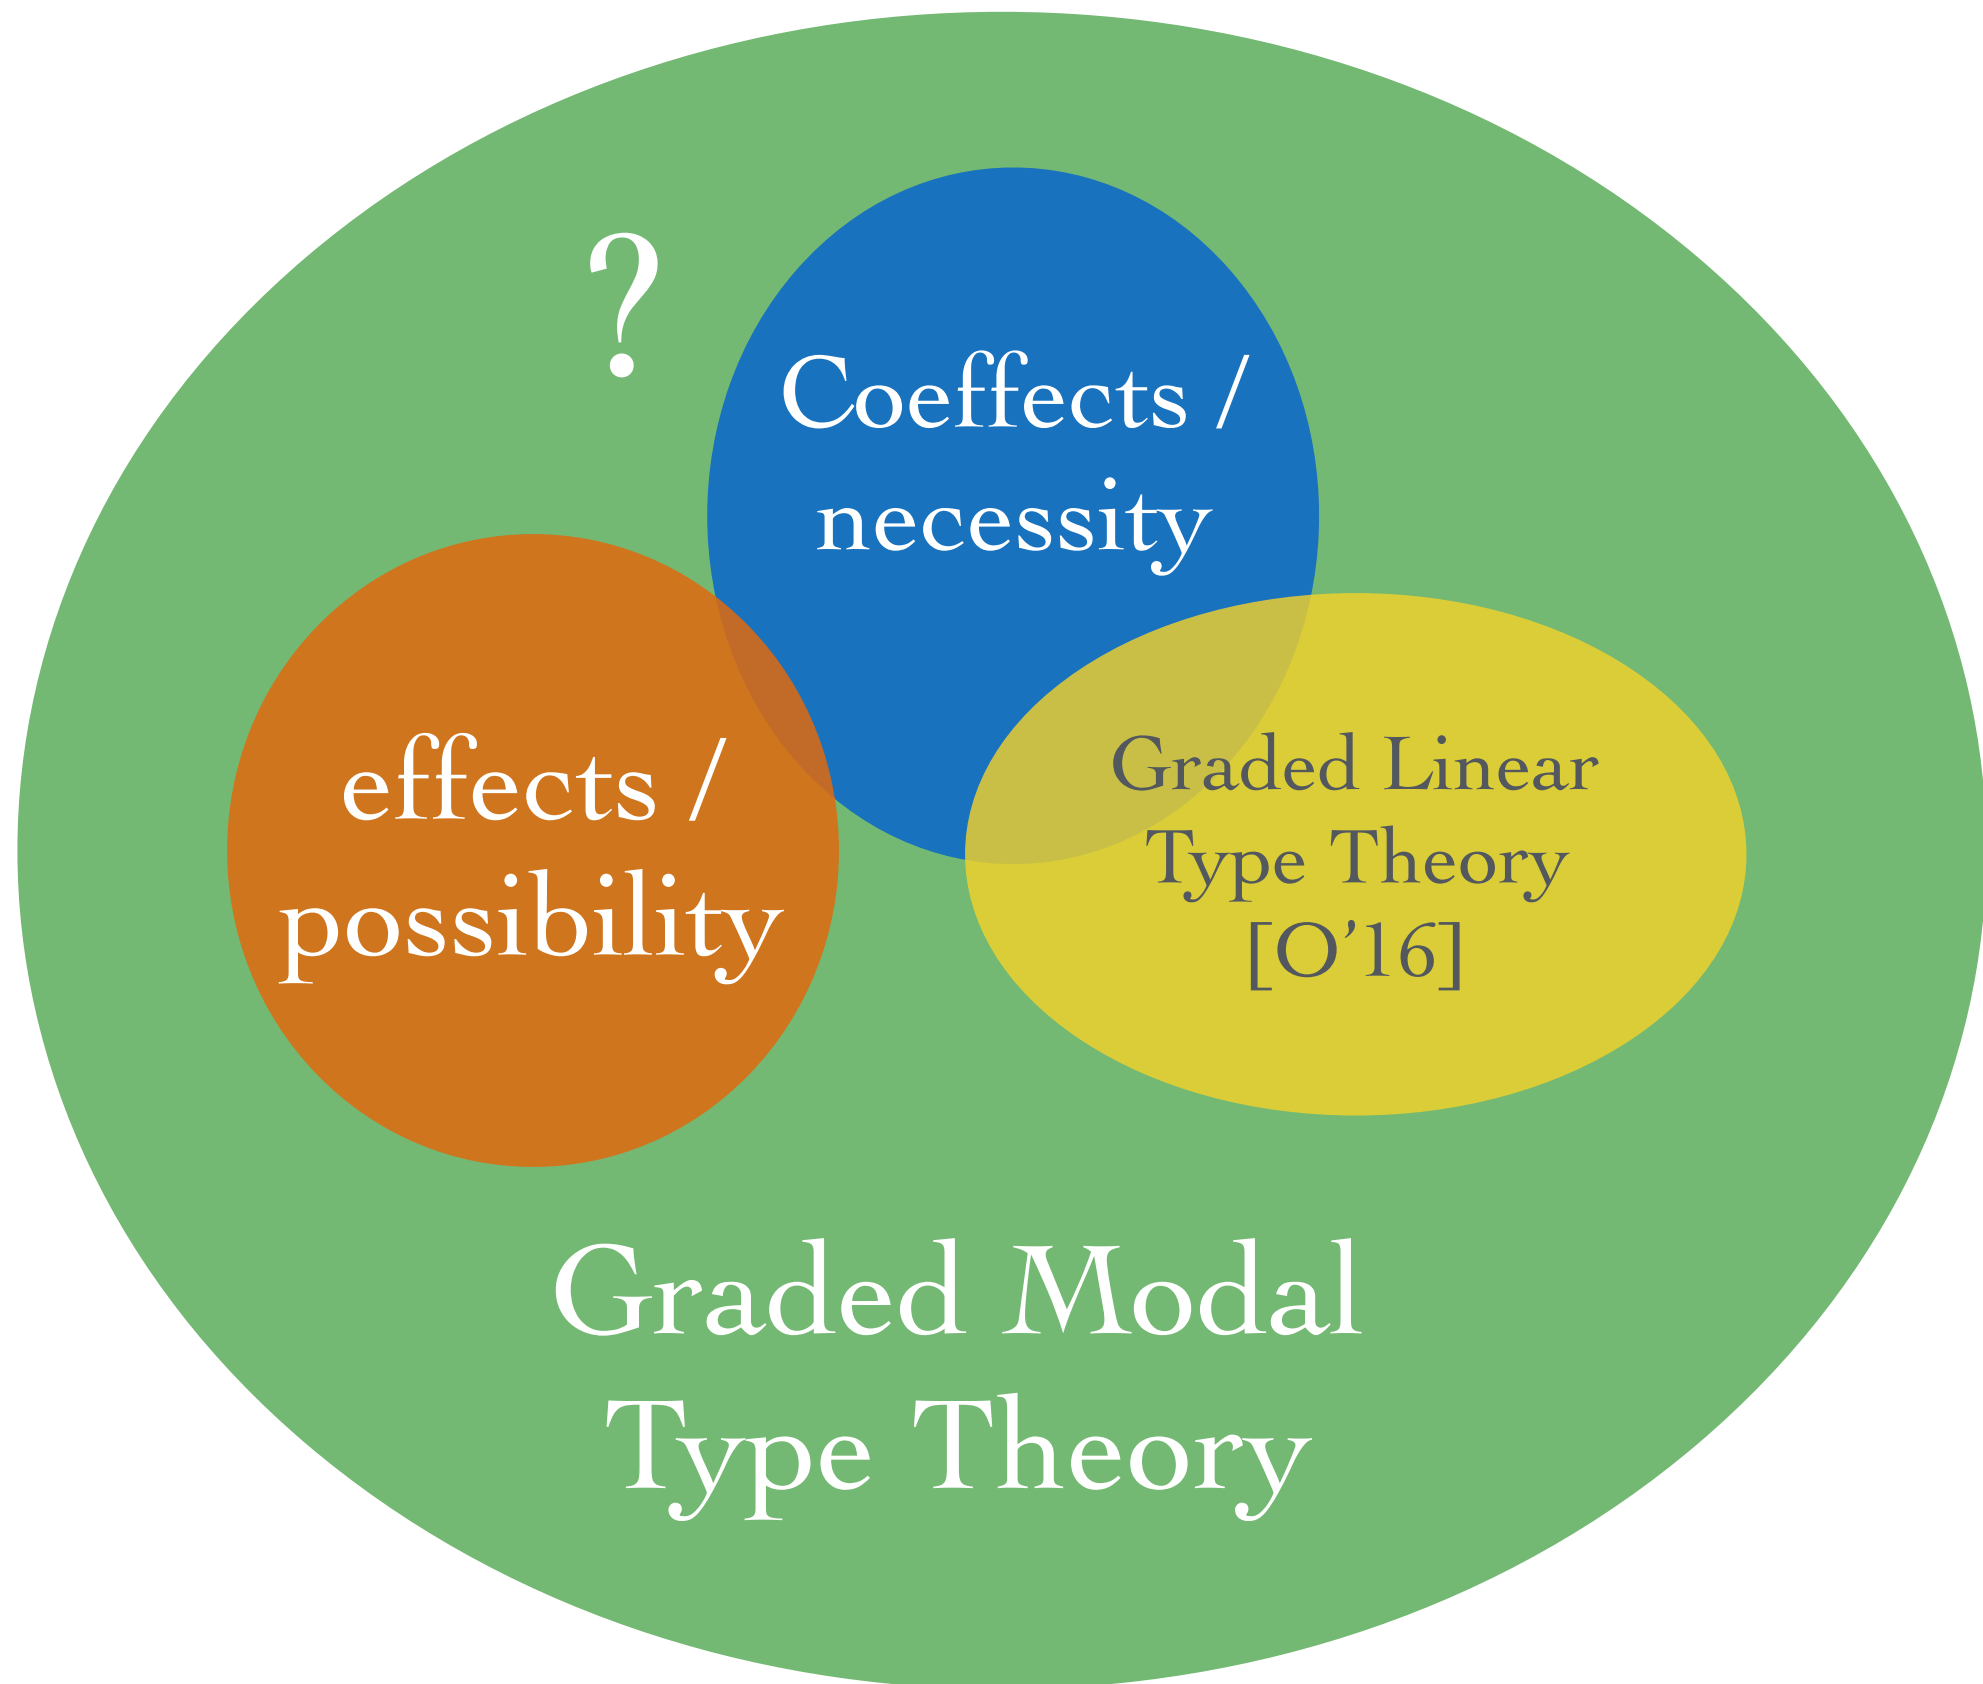 ?
Coeffects /
necessity
effects /
possibility
Graded Linear
Type Theory
[O’16]
Graded Modal
Type Theory